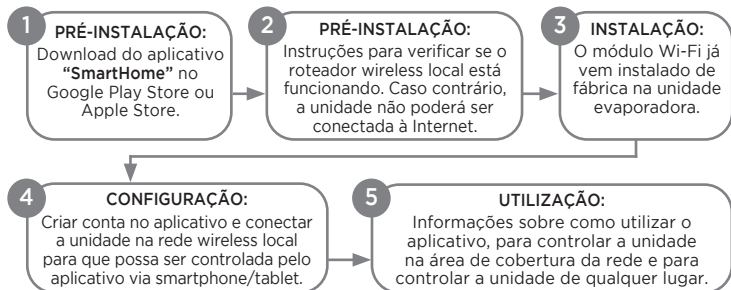 1
PRÉ-INSTALAÇÃO:
Download do aplicativo
“SmartHome” no
Google Play Store ou
Apple Store.
2
PRÉ-INSTALAÇÃO:
Instruções para verificar se o
roteador wireless local está
funcionando. Caso contrário,
a unidade não poderá ser
conectada à Internet.
3
INSTALAÇÃO:
O módulo Wi-Fi já
vem instalado de
fábrica na unidade
evaporadora.
4
CONFIGURAÇÃO:
Criar conta no aplicativo e conectar
a unidade na rede wireless local
para que possa ser controlada pelo
aplicativo via smartphone/tablet.
5
UTILIZAÇÃO:
Informações sobre como utilizar o
aplicativo, para controlar a unidade
na área de cobertura da rede e para
controlar a unidade de qualquer lugar.